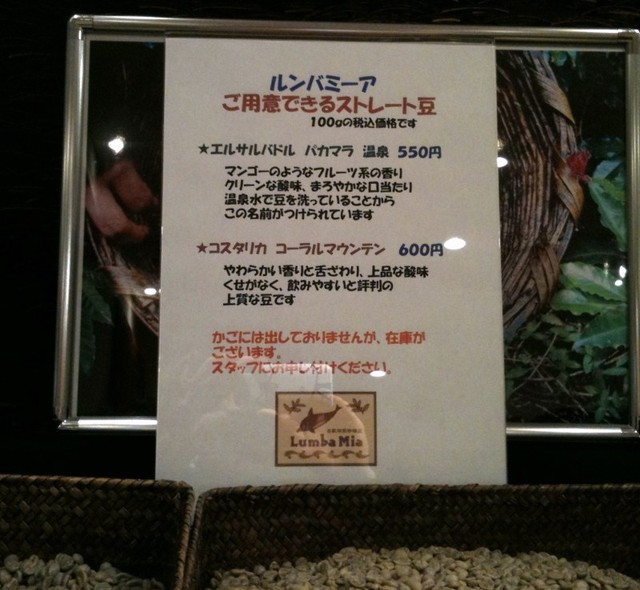 ルンバミーア
ご用意できるストレート豆
100gの税込価格です
★エルサルバドル パカマラ 温泉 550円
マンゴーのようなフルーツ系の香り
クリーンな酸味、まろやかな口当たり
温泉水で豆を洗っていることから
この名前がつけられています
★コスタリカ コーラルマウンテン 600円
やわらかい香りと舌ざわり、上品な酸味
くせがなく、飲みやすいと評判の
上質な豆です
かごには出しておりませんが、在庫が
ございます。
スタッフにお申し付けください。
Lumba Mia